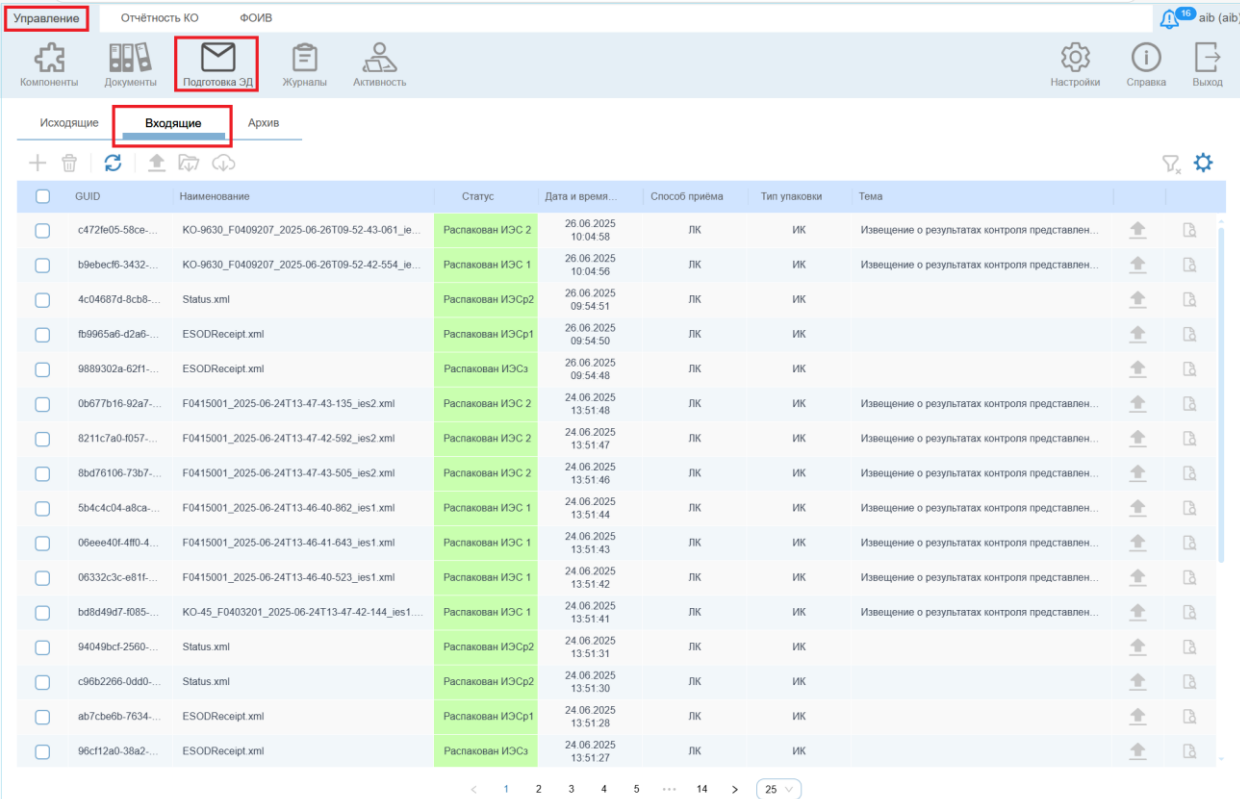 Управление Отчётность КО ФОИВ 16 aib (aib)
Компоненты Документы Подготовка ЭД Журналы Активность Настройки Справка Выход
Исходящие Входящие Архив
GUID Наименование Статус Дата и время... Способ приёма Тип упаковки Тема
c472fe05-58ce-... KO-9630_F0409207_2025-06-26T09-52-43-061_ie... Распакован ИЭС 2 26.06.2025 ЛК ИК Извещение о результатах контроля представлен...
10:04:58
b9ebecf6-3432-... KO-9630_F0409207_2025-06-26T09-52-42-554_ie... Распакован ИЭС 1 26.06.2025 ЛК ИК Извещение о результатах контроля представлен...
10:04:56
4c04687d-8cb8-... Status.xml Распакован ИЭСр2 26.06.2025 ЛК ИК
09:54:51
fb9965a6-d2a6-... ESODReceipt.xml Распакован ИЭСр1 26.06.2025 ЛК ИК
09:54:50
9889302a-62f1-... ESODReceipt.xml Распакован ИЭСз 26.06.2025 ЛК ИК
09:54:48
0b677b16-92a7-... F0415001_2025-06-24T13-47-43-135_ies2.xml Распакован ИЭС 2 24.06.2025 ЛК ИК Извещение о результатах контроля представлен...
13:51:48
8211c7a0-f057-... F0415001_2025-06-24T13-47-42-592_ies2.xml Распакован ИЭС 2 24.06.2025 ЛК ИК Извещение о результатах контроля представлен...
13:51:47
8bd76106-73b7-... F0415001_2025-06-24T13-47-43-505_ies2.xml Распакован ИЭС 2 24.06.2025 ЛК ИК Извещение о результатах контроля представлен...
13:51:46
5b4c4c04-a8ca-... F0415001_2025-06-24T13-46-40-862_ies1.xml Распакован ИЭС 1 24.06.2025 ЛК ИК Извещение о результатах контроля представлен...
13:51:44
06eee40f-4ff0-4... F0415001_2025-06-24T13-46-41-643_ies1.xml Распакован ИЭС 1 24.06.2025 ЛК ИК Извещение о результатах контроля представлен...
13:51:43
06332c3c-e81f-... F0415001_2025-06-24T13-46-40-523_ies1.xml Распакован ИЭС 1 24.06.2025 ЛК ИК Извещение о результатах контроля представлен...
13:51:42
bd8d49d7-f085-... KO-45_F0403201_2025-06-24T13-47-42-144_ies1.... Распакован ИЭС 1 24.06.2025 ЛК ИК Извещение о результатах контроля представлен...
13:51:41
94049bcf-2560-... Status.xml Распакован ИЭСр2 24.06.2025 ЛК ИК
13:51:31
c96b2266-0dd0-... Status.xml Распакован ИЭСр2 24.06.2025 ЛК ИК
13:51:30
ab7cbe6b-7634-... ESODReceipt.xml Распакован ИЭСр1 24.06.2025 ЛК ИК
13:51:28
96cf12a0-38a2-... ESODReceipt.xml Распакован ИЭСз 24.06.2025 ЛК ИК
13:51:27
< 1 2 3 4 5 ••• 14 > 25